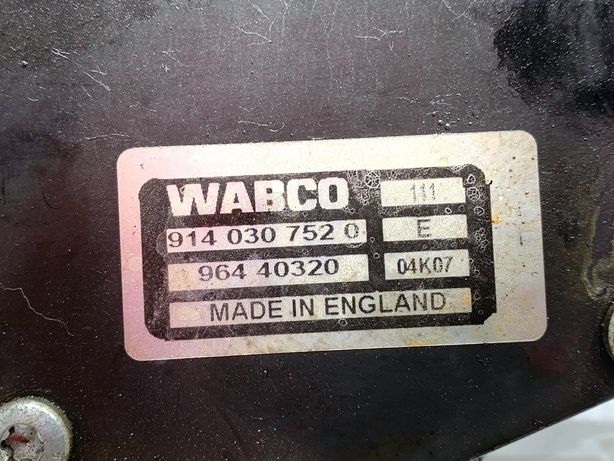 WABCO 111
914 030 752 0 E
964 40320 04K07
MADE IN ENGLAND